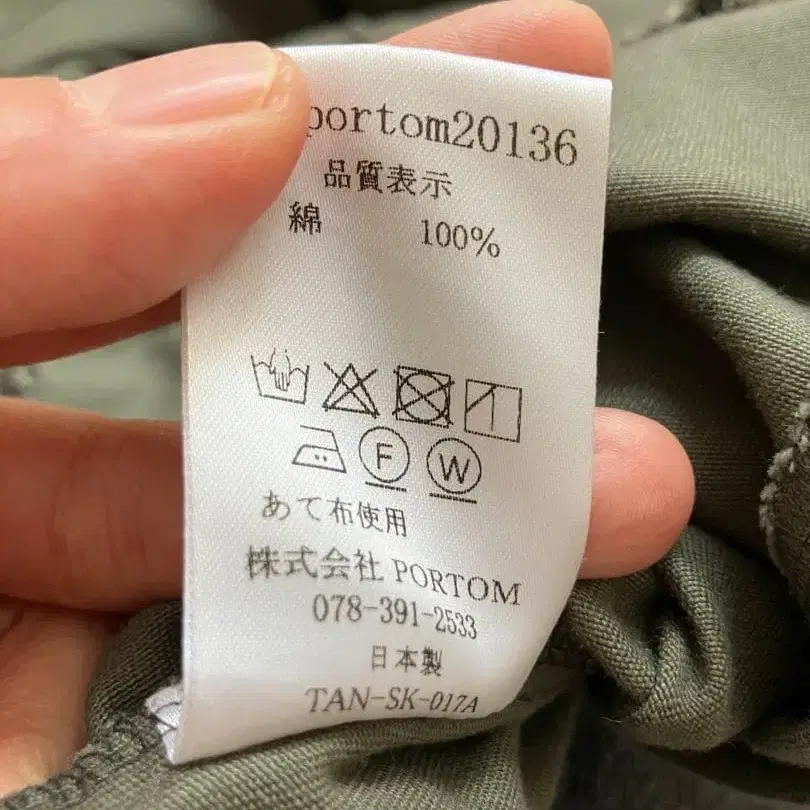 portom20136
品質表示
綿 100%
F W
あて布使用
株式会社 PORTOM
078-391-2533
日本製
TAN-SK-017A